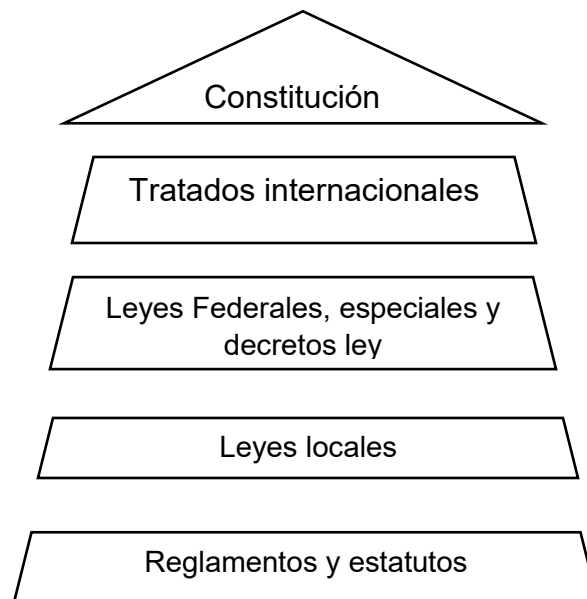 Constitución
Tratados internacionales
Leyes Federales, especiales y
decretos ley
Leyes locales
Reglamentos y estatutos